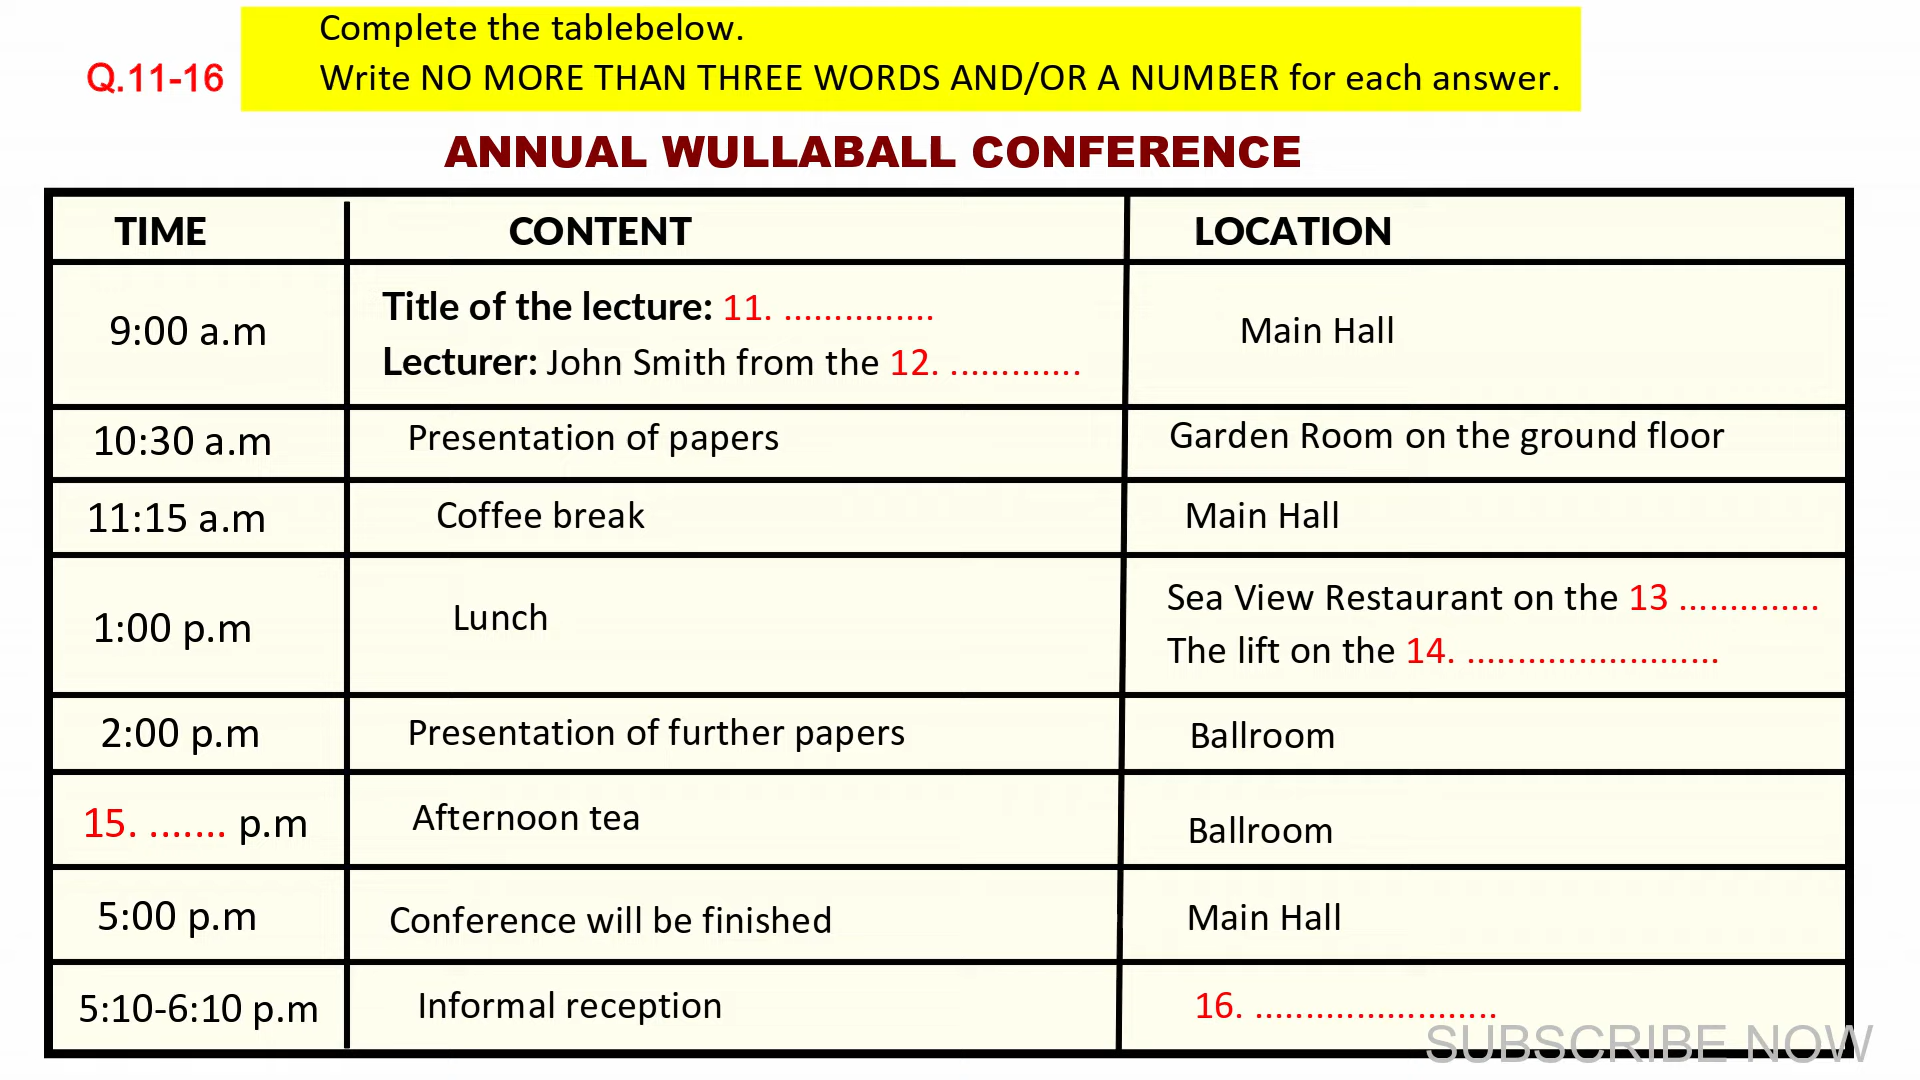 Complete the tablebelow.
Q.11-16
Write NO MORE THAN THREE WORDS AND/OR A NUMBER for each answer.
ANNUAL WULLABALL CONFERENCE
TIME CONTENT LOCATION
9:00 a.m
Title of the lecture: 11. ...............
Lecturer: John Smith from the 12. .............
Main Hall
10:30 a.m Presentation of papers Garden Room on the ground floor
11:15 a.m Coffee break Main Hall
1:00 p.m Lunch
Sea View Restaurant on the 13 ..............
The lift on the 14. .........................
2:00 p.m Presentation of further papers Ballroom
15. ....... p.m Afternoon tea Ballroom
5:00 p.m Conference will be finished Main Hall
5:10-6:10 p.m Informal reception 16. ........................
SUBSCRIBE NOW